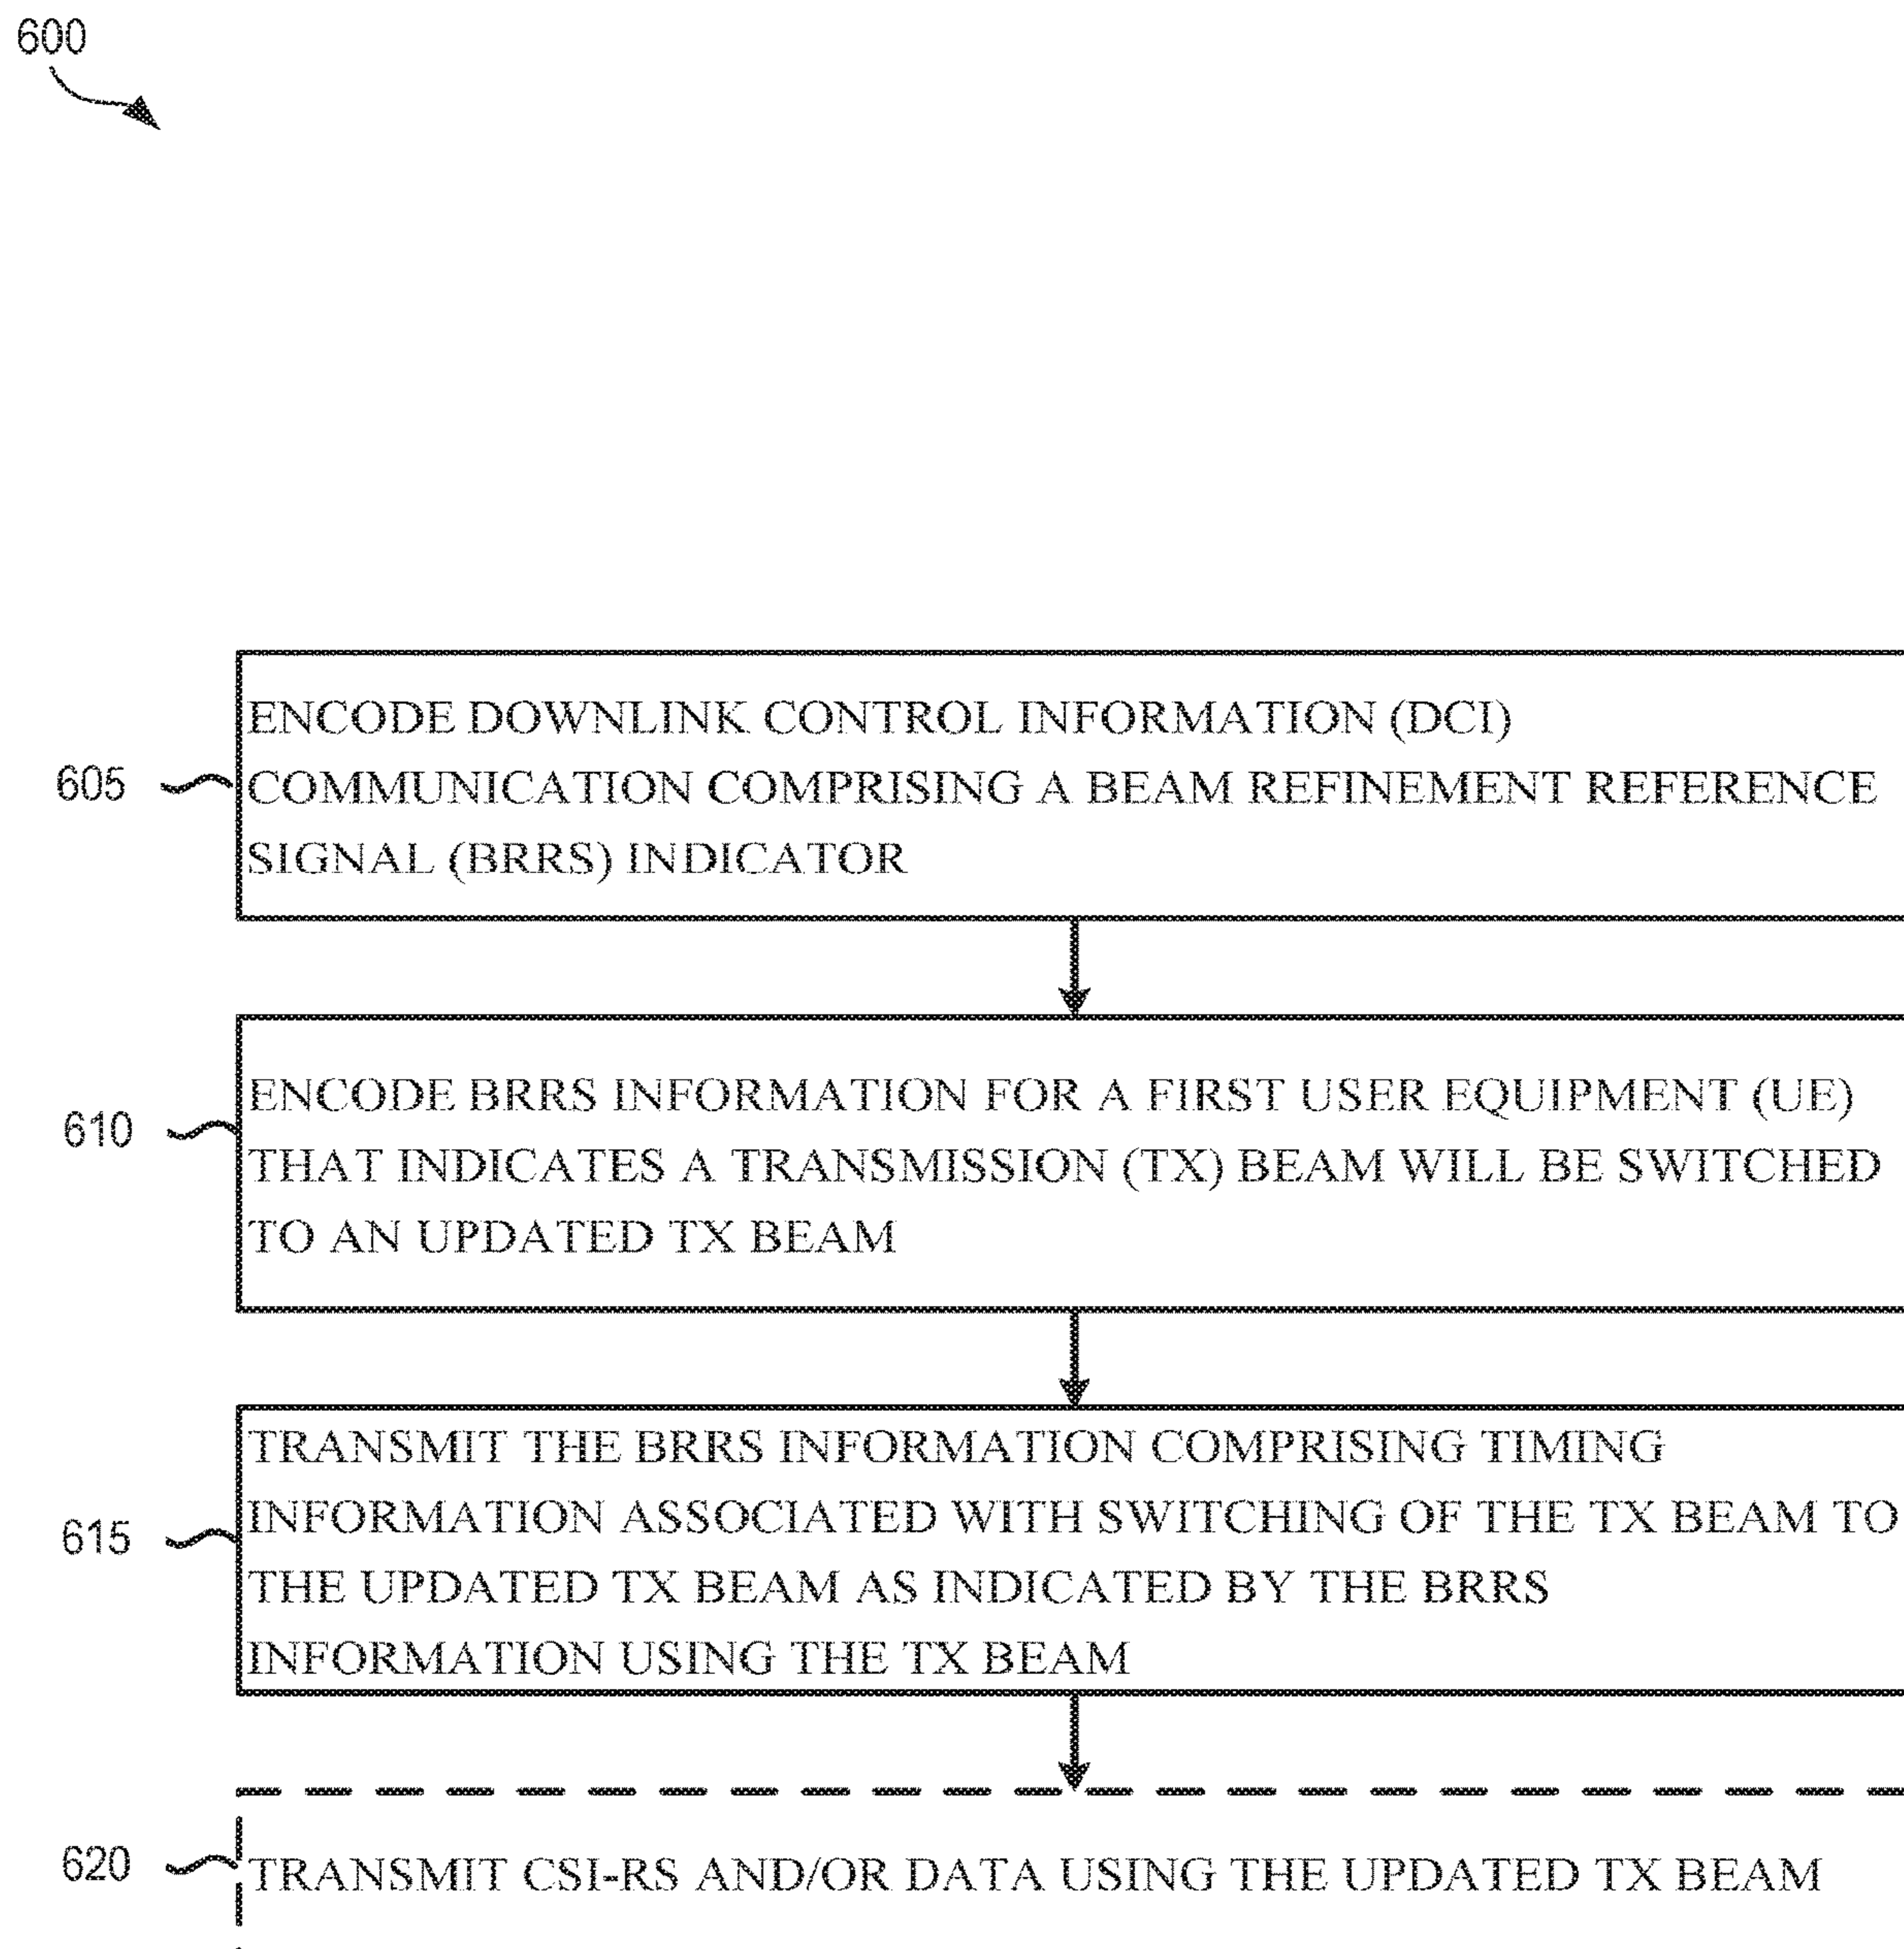 600
ENCODE DOWNLINK CONTROL INFORMATION (DCI)
605 COMMUNICATION COMPRISING A BEAM REFINEMENT REFERENCE
SIGNAL (BRRS) INDICATOR
ENCODE BRRS INFORMATION FOR A FIRST USER EQUIPMENT (UE)
610 THAT INDICATES A TRANSMISSION (TX) BEAM WILL BE SWITCHED
TO AN UPDATED TX BEAM
TRANSMIT THE BRRS INFORMATION COMPRISING TIMING
615 INFORMATION ASSOCIATED WITH SWITCHING OF THE TX BEAM TO
THE UPDATED TX BEAM AS INDICATED BY THE BRRS
INFORMATION USING THE TX BEAM
620 TRANSMIT CSI-RS AND/OR DATA USING THE UPDATED TX BEAM